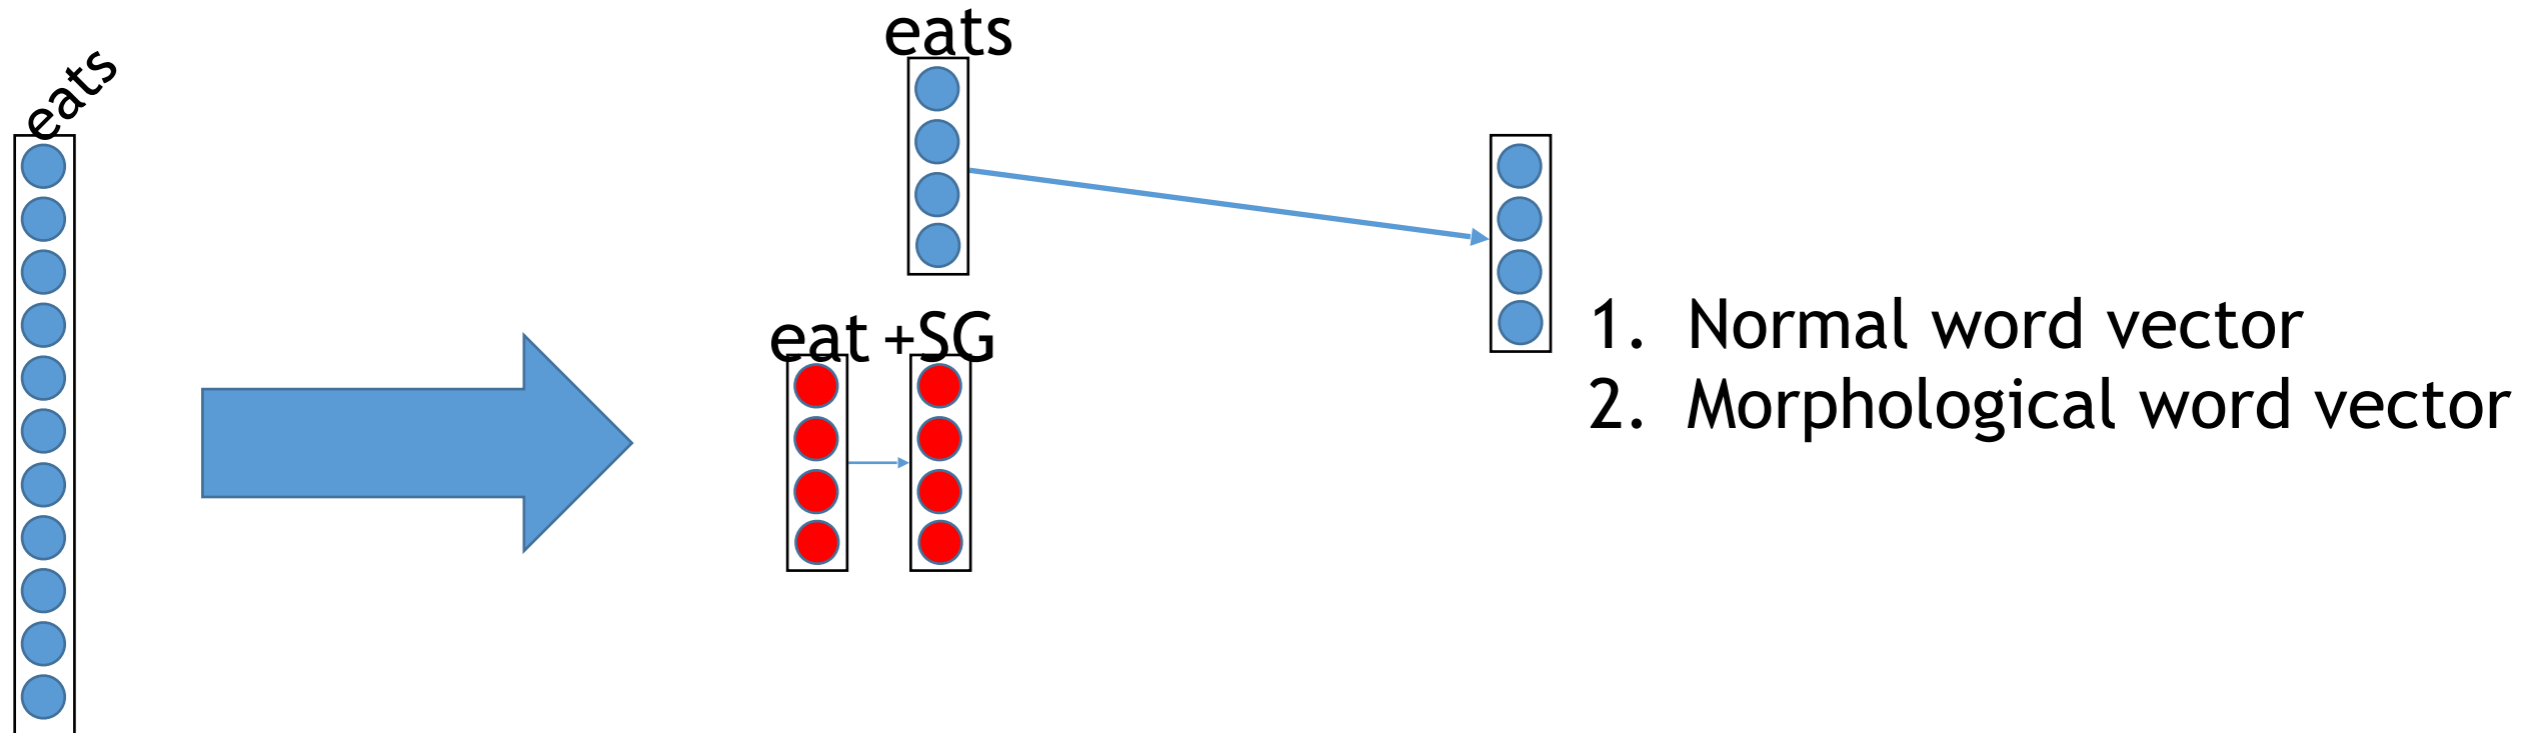 eats
eats
eat +SG
1. Normal word vector
2. Morphological word vector